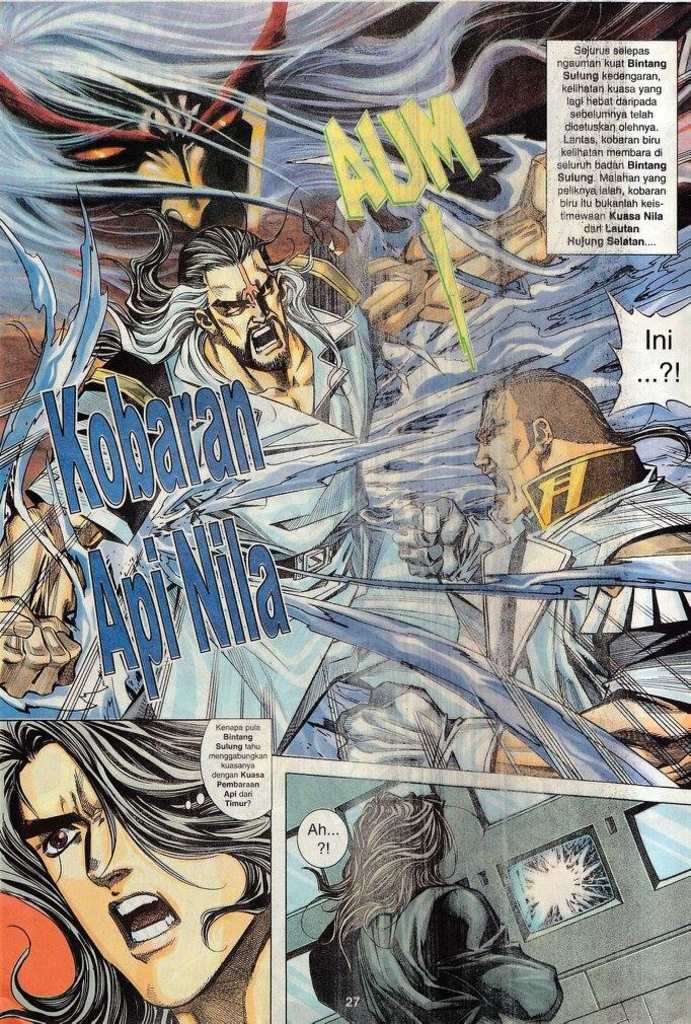 Sejurus selepas
ngauman kuat Bintang
Sulung kedengaran,
kelihatan kuasa yang
lagi hebat daripada
sebelumnya telah
dicetuskan olehnya.
Lantas, kobaran biru
kelihatan membara di
seluruh badan Bintang
Sulung. Malahan yang
peliknya ialah, kobaran
biru itu bukanlah keis-
timewaan Kuasa Nila
dari Lautan
Hujung Selatan....
AUM
!
Ini
...?!
Kobaran
Api Nila
Kenapa pula
Bintang
Sulung tahu
menggabungkan
kuasanya
dengan Kuasa
Pembaraan
Api dari
Timur?
...
Ah...
?!
27